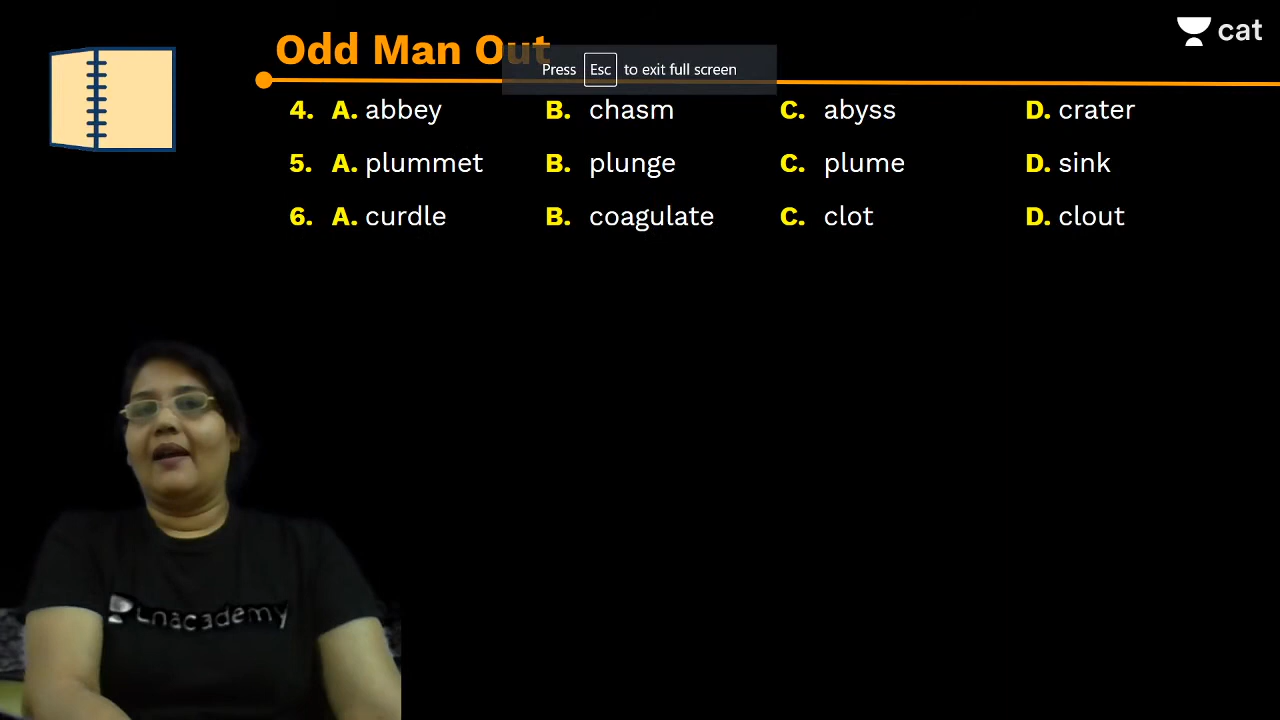 cat
Odd Man Out
Press Esc to exit full screen
4. A. abbey B. chasm C. abyss D. crater
5. A. plummet B. plunge C. plume D. sink
6. A. curdle B. coagulate C. clot D. clout
unacademy